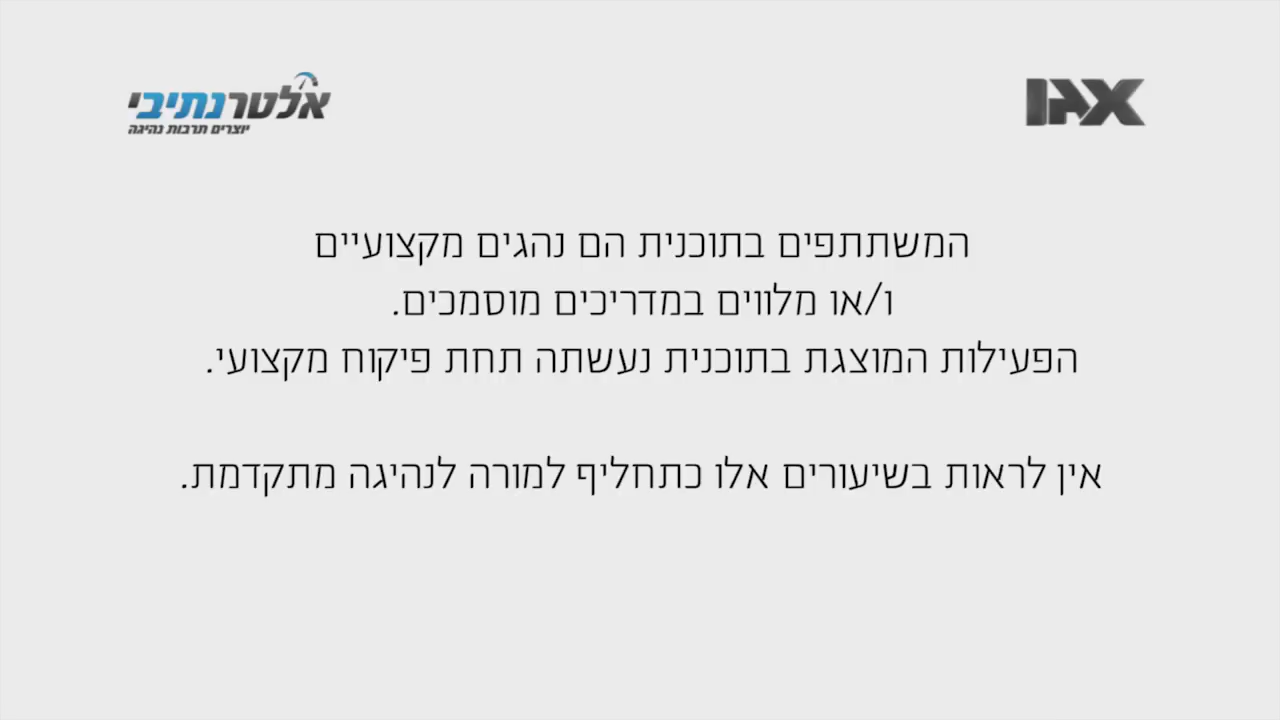 אגו
אלטרנתיבי
יוצרים תרבות נהיגה
המשתתפים בתוכנית הם נהגים מקצועיים
ו/או מלווים במדריכים מוסמכים.
הפעילות המוצגת בתוכנית נעשתה תחת פיקוח מקצועי.
אין לראות בשיעורים אלו כתחליף למורה לנהיגה מתקדמת.